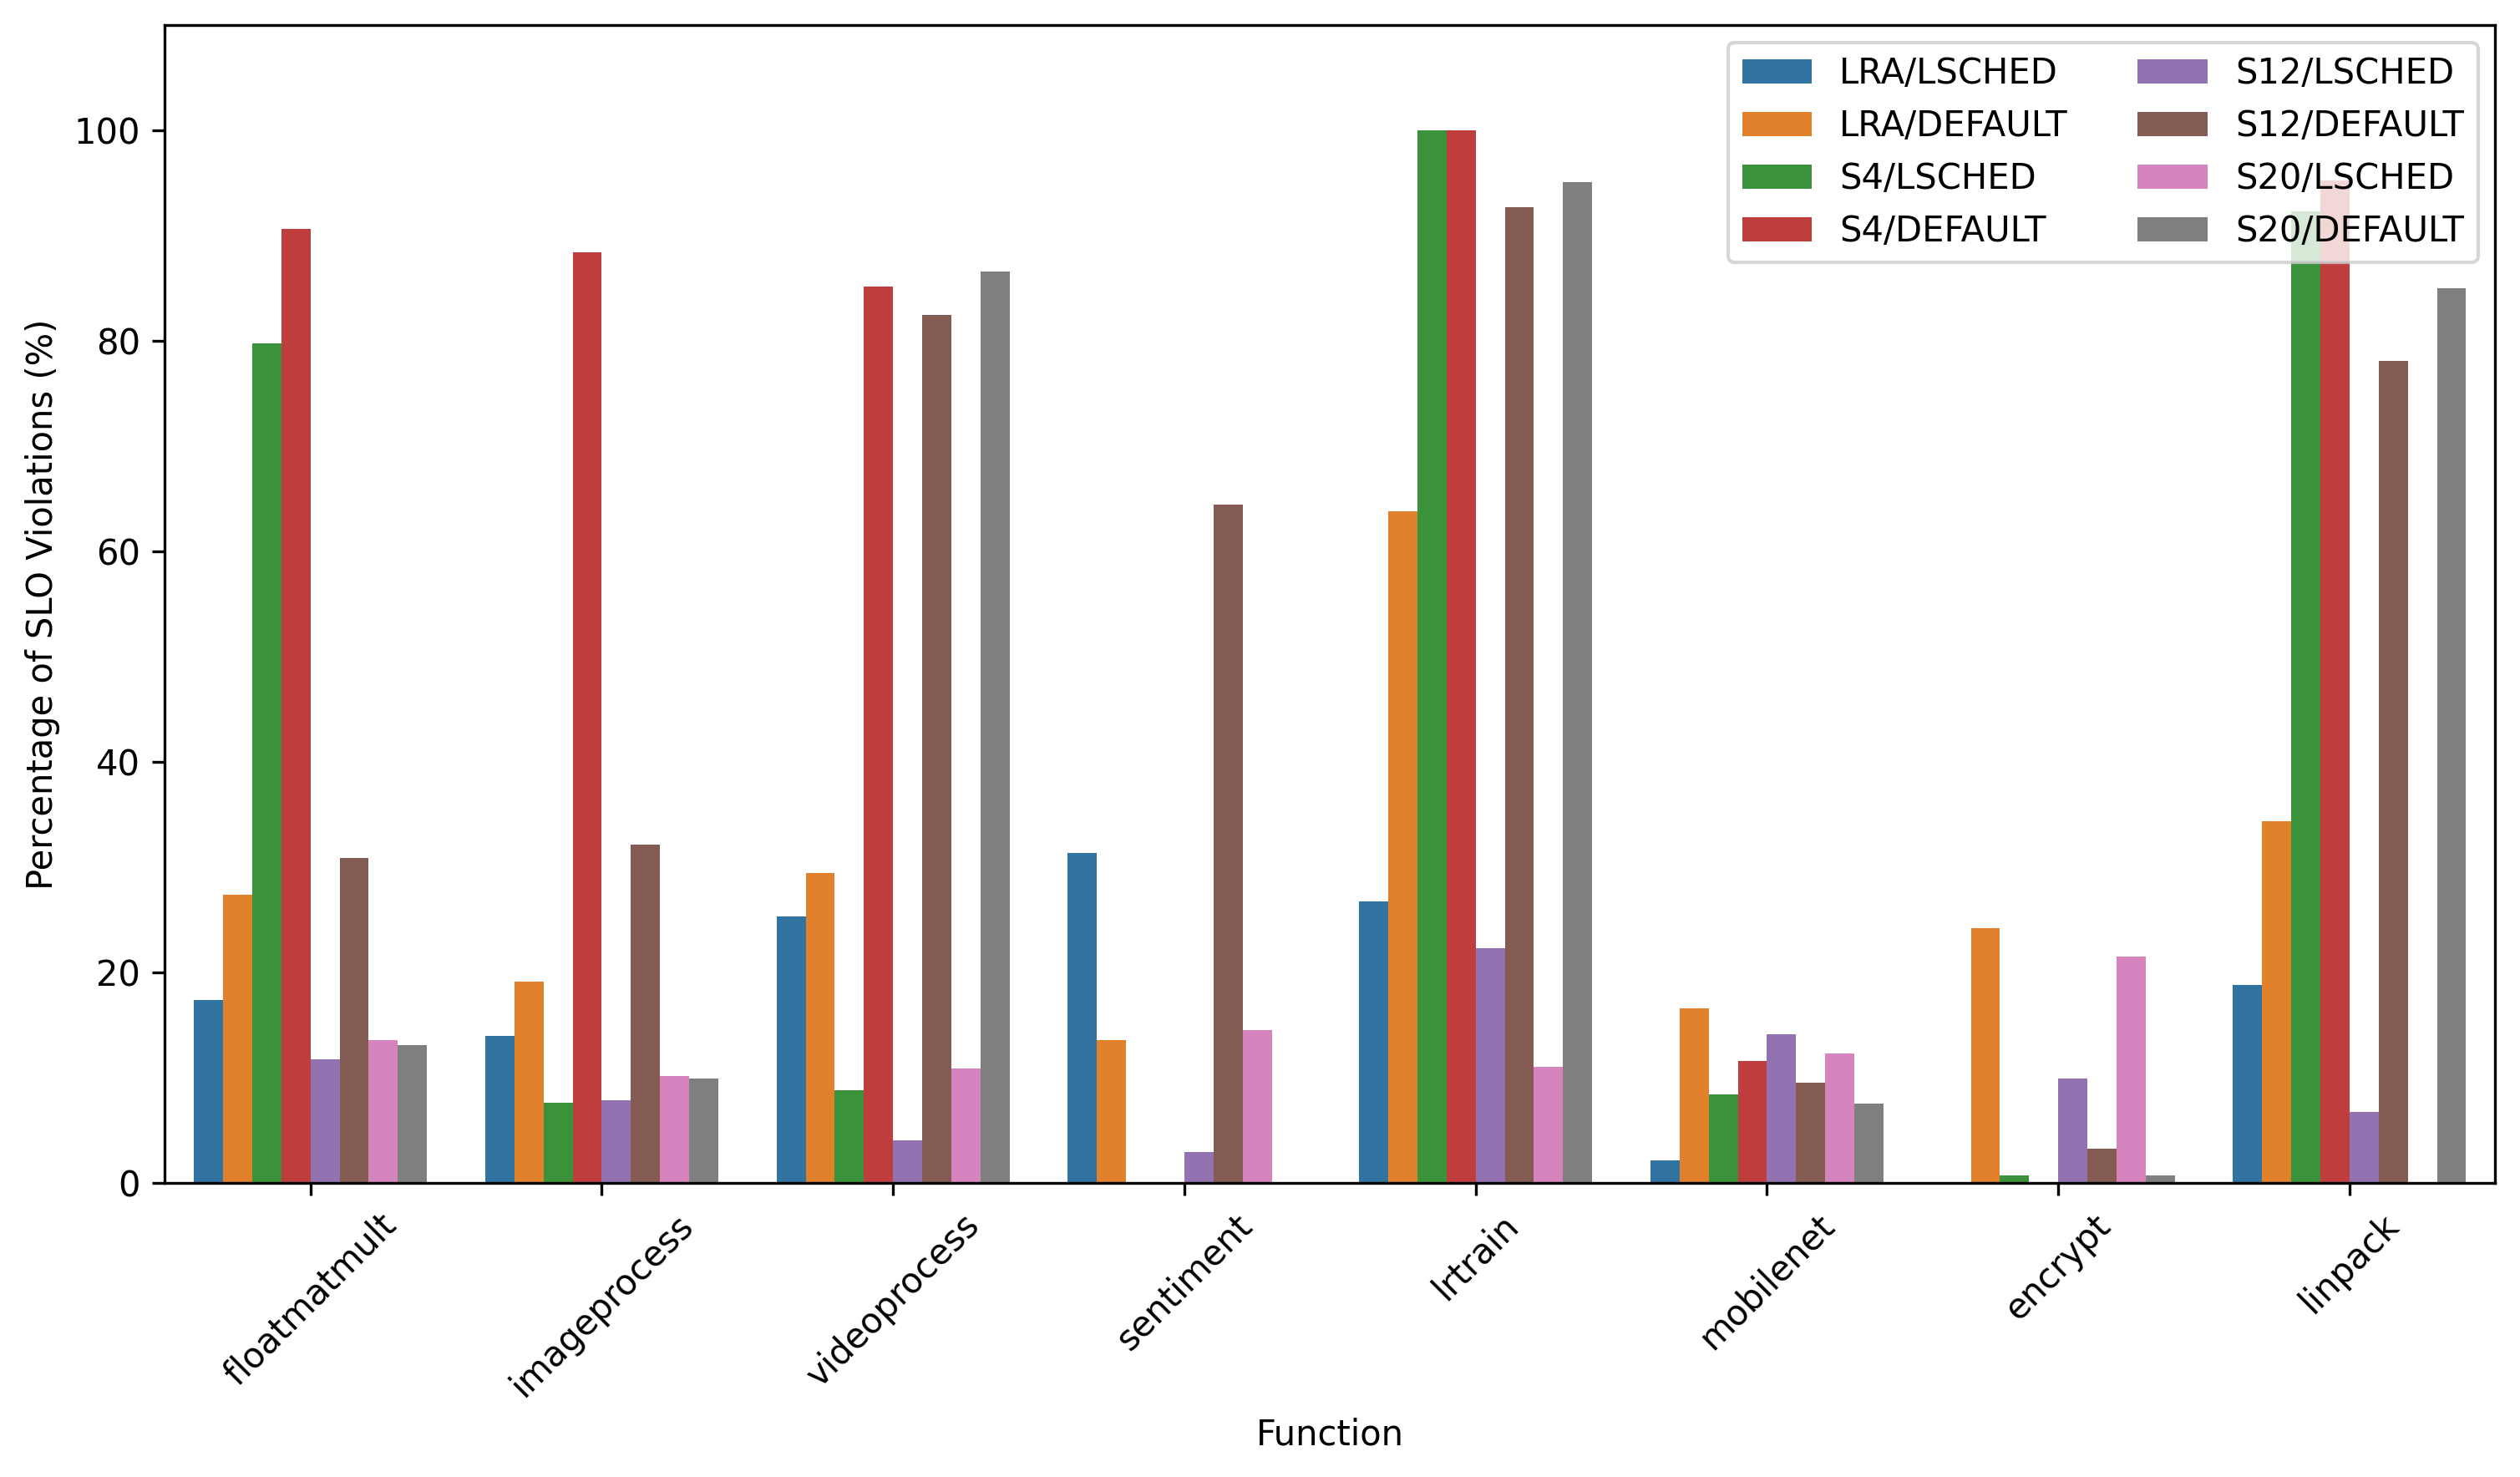 LRA/LSCHED
LRA/DEFAULT
S4/LSCHED
S4/DEFAULT
S12/LSCHED
S12/DEFAULT
S20/LSCHED
S20/DEFAULT
Percentage of SLO Violations (%)
100
80
60
40
20
0
floatmatmult
imageprocess
videoprocess
sentiment
lrtrain
mobilenet
encrypt
linpack
Function